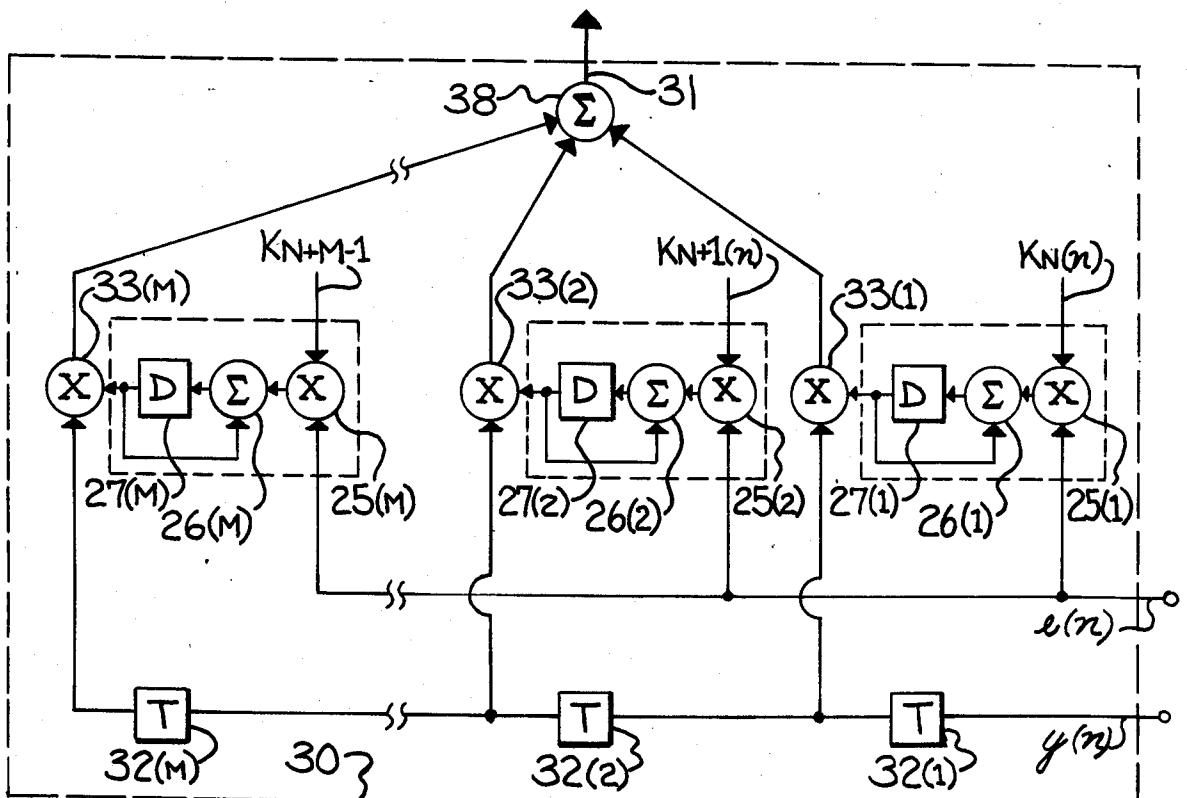 38
31
Σ
KN+M-1
KN+1(n)
KN(n)
33(M)
33(2)
33(1)
X
D
Σ
X
X
D
Σ
X
X
D
Σ
X
27(M)
26(M)
25(M)
27(2)
26(2)
25(2)
27(1)
26(1)
25(1)
e(n)
T
T
T
y(n)
32(M)
30
32(2)
32(1)